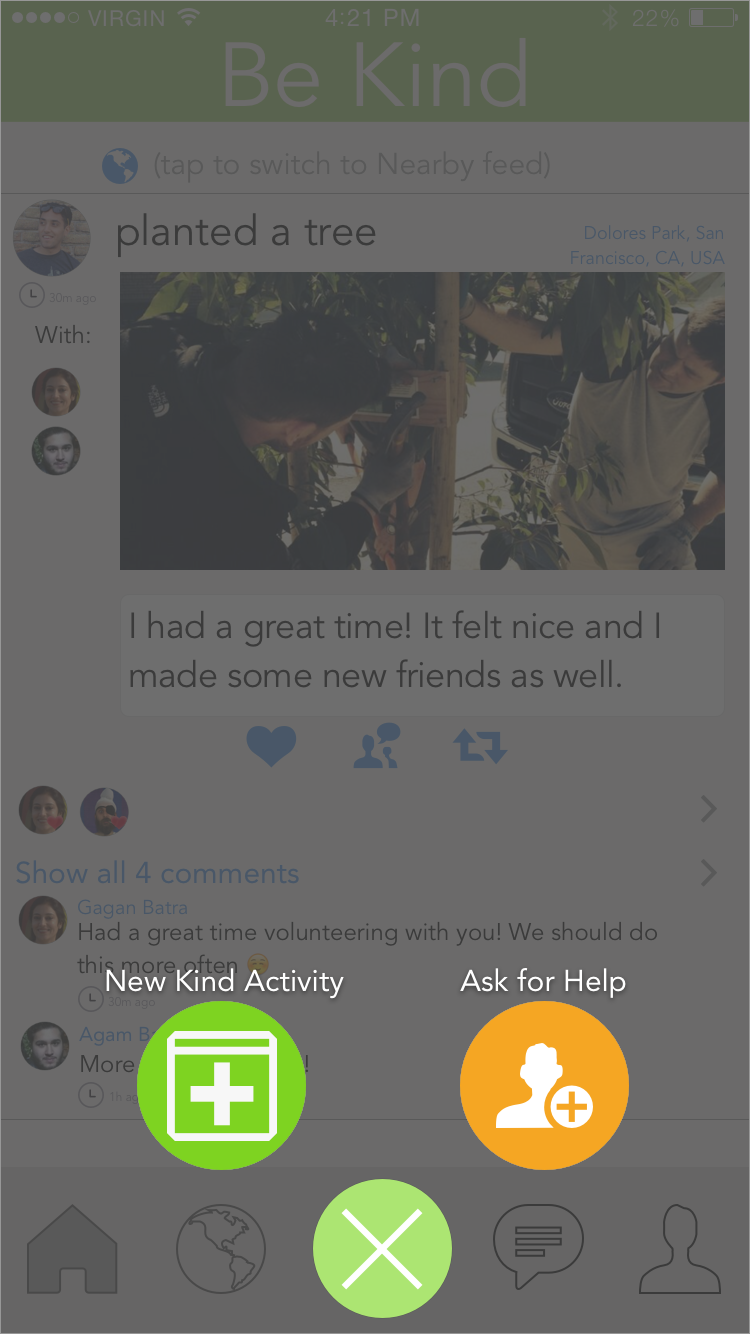 VIRGIN 4:21 PM 22%
Be Kind
(tap to switch to Nearby feed)
planted a tree
Dolores Park, San
Francisco, CA, USA
30m ago
With:
I had a great time! It felt nice and I
made some new friends as well.
Show all 4 comments
Gagan Batra
Had a great time volunteering with you! We should do
this more often ☺️
New Kind Activity
Ask for Help
30m ago
Agam B
More !
1h ag